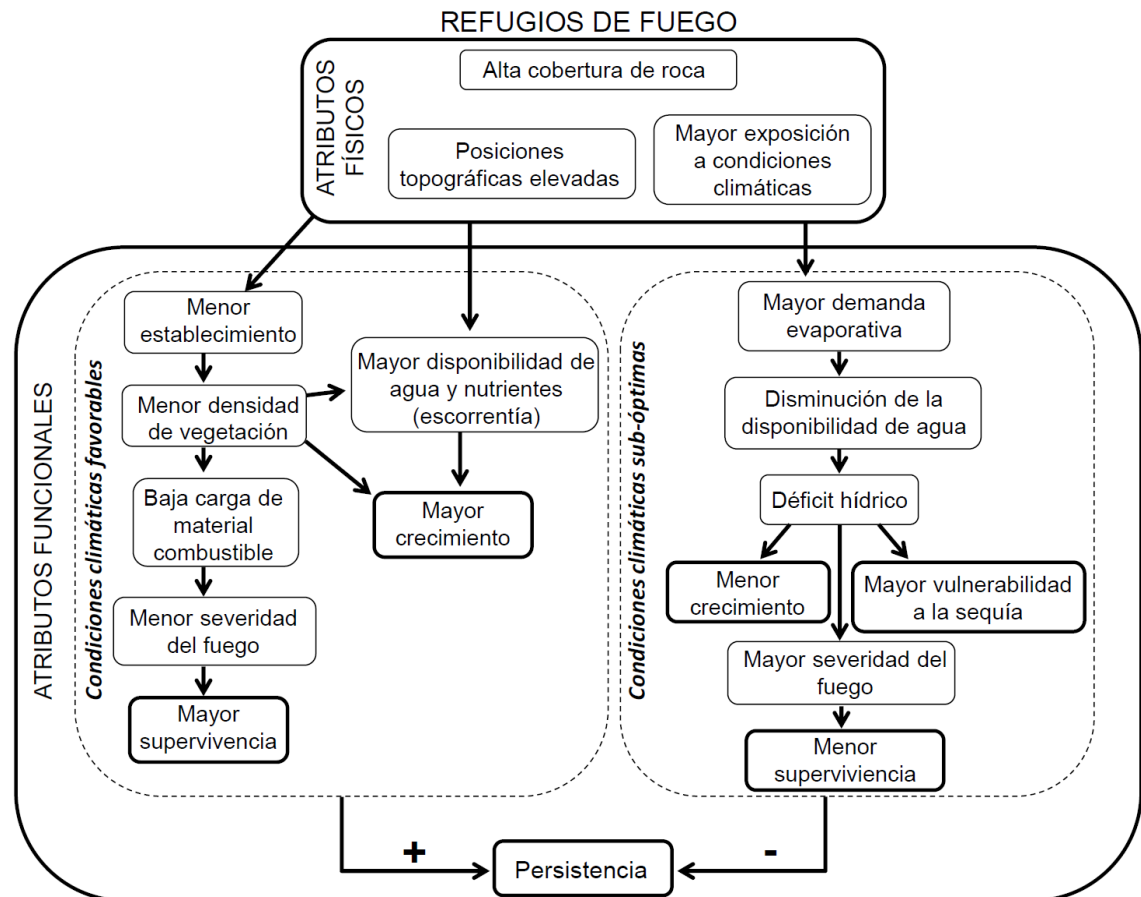 REFUGIOS DE FUEGO
ATRIBUTOS
FÍSICOS
Alta cobertura de roca
Posiciones
topográficas elevadas
Mayor exposición
a condiciones
climáticas
ATRIBUTOS FUNCIONALES
Condiciones climáticas favorables
Menor
establecimiento
Menor densidad
de vegetación
Baja carga de
material
combustible
Menor severidad
del fuego
Mayor
supervivencia
Mayor disponibilidad de
agua y nutrientes
(escorrentía)
Mayor
crecimiento
Condiciones climáticas sub-óptimas
Mayor demanda
evaporativa
Disminución de la
disponibilidad de agua
Déficit hídrico
Menor
crecimiento
Mayor vulnerabilidad
a la sequía
Mayor severidad del
fuego
Menor
superviviencia
+
-
Persistencia